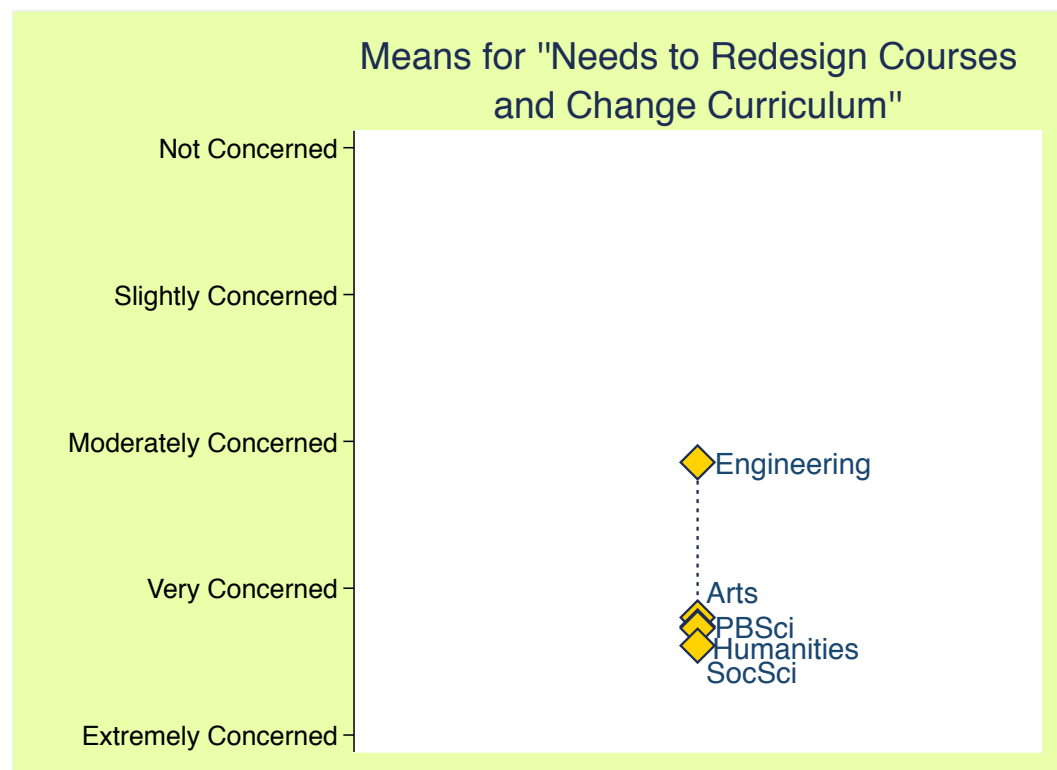 Means for "Needs to Redesign Courses
and Change Curriculum"
Not Concerned
Slightly Concerned
Moderately Concerned
Engineering
Very Concerned
Arts
PBSci
Humanities
SocSci
Extremely Concerned